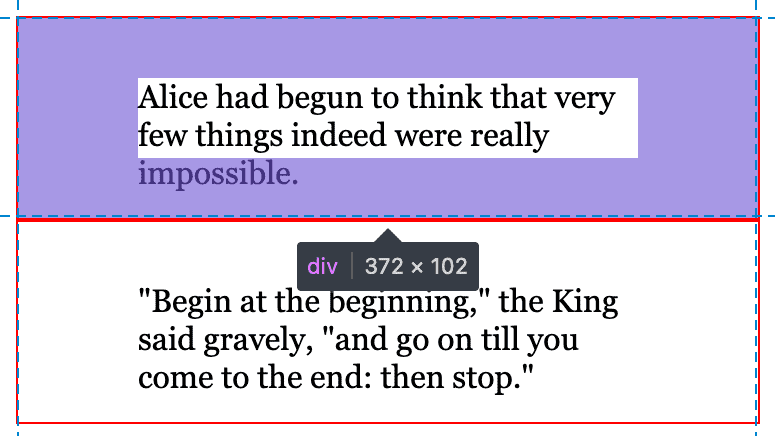 Alice had begun to think that very
few things indeed were really
impossible.
div 372 × 102
"Begin at the beginning," the King
said gravely, "and go on till you
come to the end: then stop."